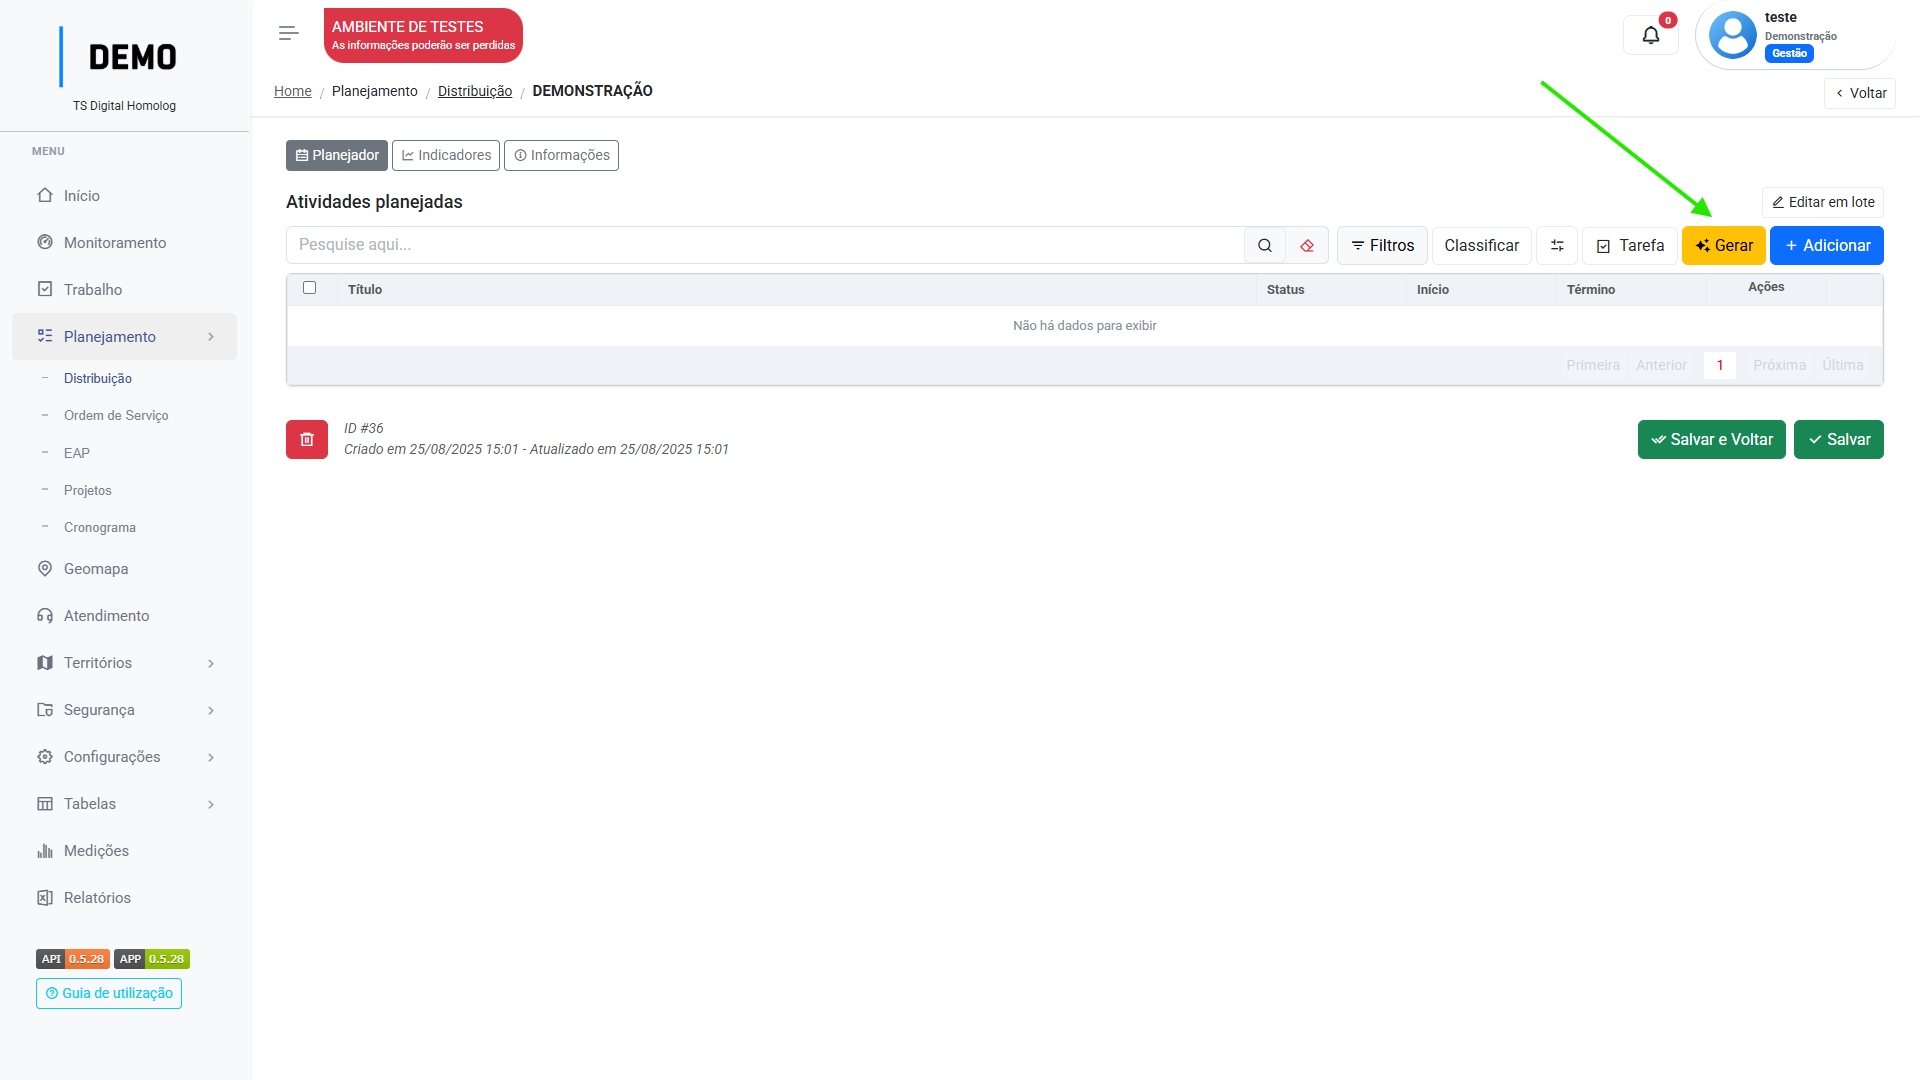 DEMO
TS Digital Homolog
MENU
Início
Monitoramento
Trabalho
Planejamento
Distribuição
Ordem de Serviço
EAP
Projetos
Cronograma
Geomapa
Atendimento
Territórios
Segurança
Configurações
Tabelas
Medições
Relatórios
API 0.5.28 APP 0.5.28
Guia de utilização
AMBIENTE DE TESTES
As informações poderão ser perdidas
0
teste
Demonstração
Gestão
Home / Planejamento / Distribuição / DEMONSTRAÇÃO
Voltar
Planejador Indicadores Informações
Atividades planejadas
Editar em lote
Pesquise aqui...
Filtros Classificar Tarefa Gerar + Adicionar
Título Status Início Término Ações
Não há dados para exibir
Primeira Anterior 1 Próxima Última
ID #36
Criado em 25/08/2025 15:01 - Atualizado em 25/08/2025 15:01
Salvar e Voltar Salvar